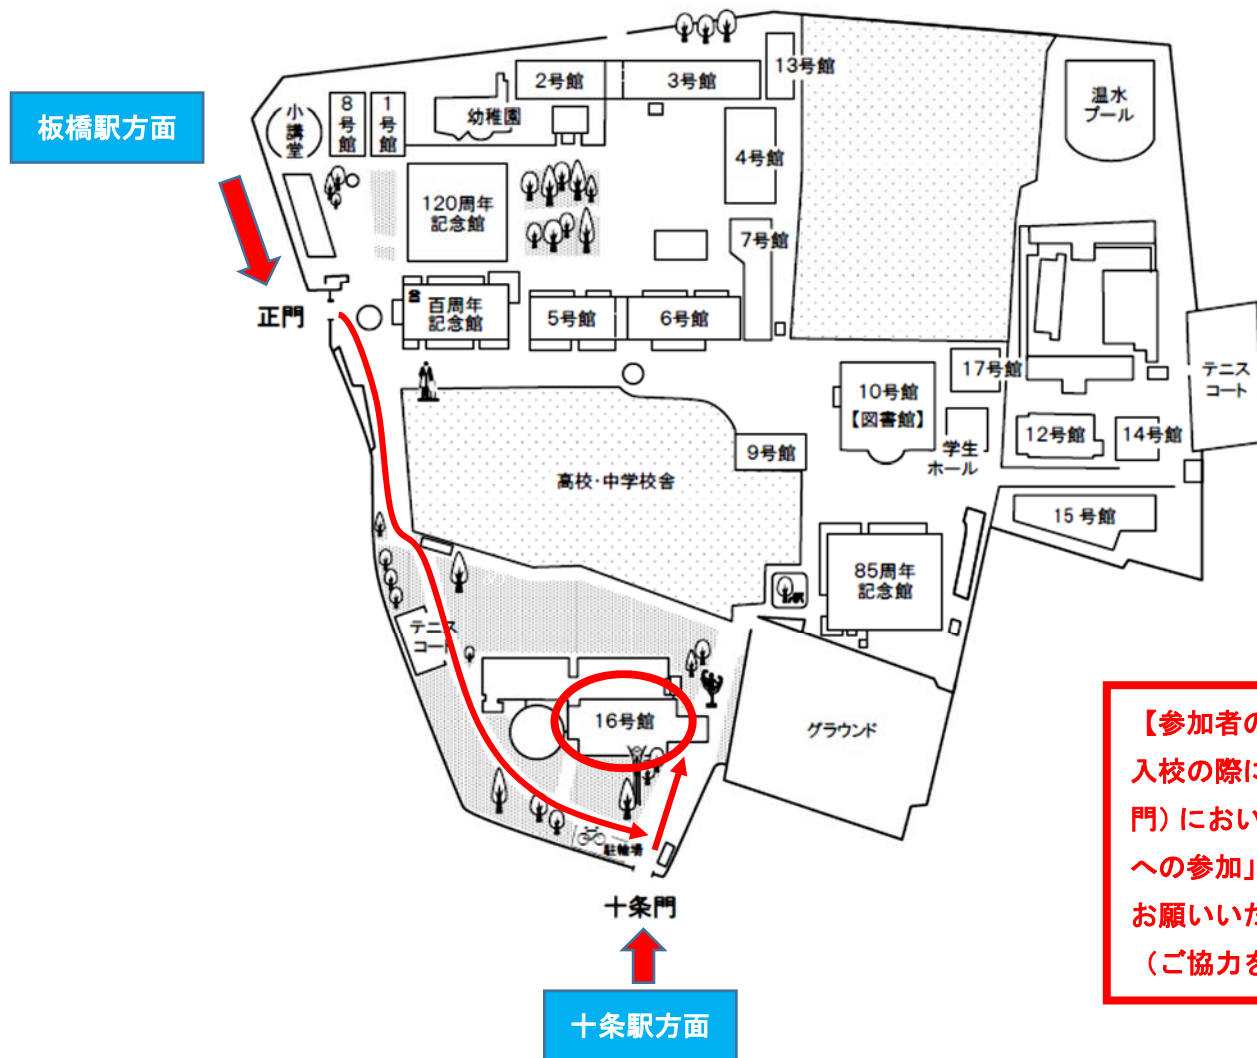 板橋駅方面
正門
小講堂
8号館
1号館
幼稚園
2号館
3号館
13号館
4号館
7号館
温水
プール
120周年
記念館
百周年
記念館
5号館
6号館
17号館
10号館
【図書館】
学生
ホール
9号館
12号館
14号館
テニス
コート
15 号館
高校・中学校舎
85周年
記念館
テニス
コート
16号館
グラウンド
駐輪場
十条門
十条駅方面
【参加者の
入校の際に
門)におい
への参加」
お願いいた
(ご協力を